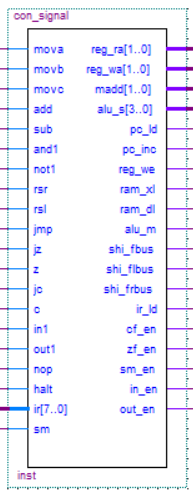 con_signal
mova reg_ra[1..0]
movb reg_wa[1..0]
movc madd[1..0]
add alu_s[3..0]
sub pc_ld
and1 pc_inc
not1 reg_we
rsr ram_xl
rsl ram_dl
jmp alu_m
jz shi_fbus
z shi_flbus
jc shi_frbus
c ir_ld
in1 cf_en
out1 zf_en
nop sm_en
halt in_en
ir[7..0] out_en
sm
inst